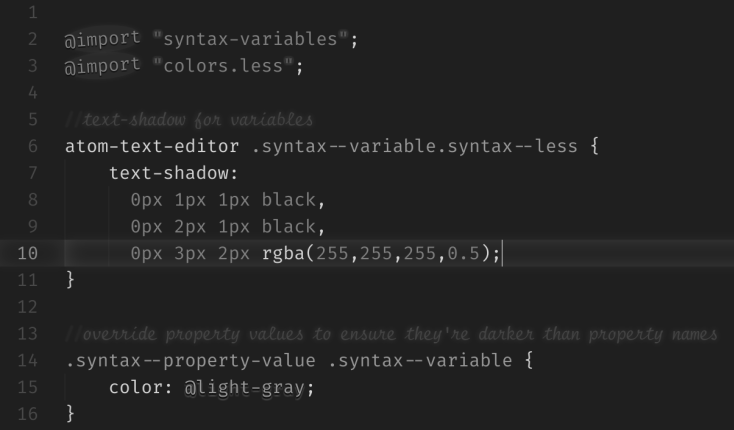 1
2 @import "syntax-variables";
3 @import "colors.less";
4
5 //text-shadow for variables
6 atom-text-editor .syntax--variable.syntax--less {
7 text-shadow:
8 0px 1px 1px black,
9 0px 2px 1px black,
10 0px 3px 2px rgba(255,255,255,0.5);
11 }
12
13 //override property values to ensure they're darker than property names
14 .syntax--property-value .syntax--variable {
15 color: @light-gray;
16 }